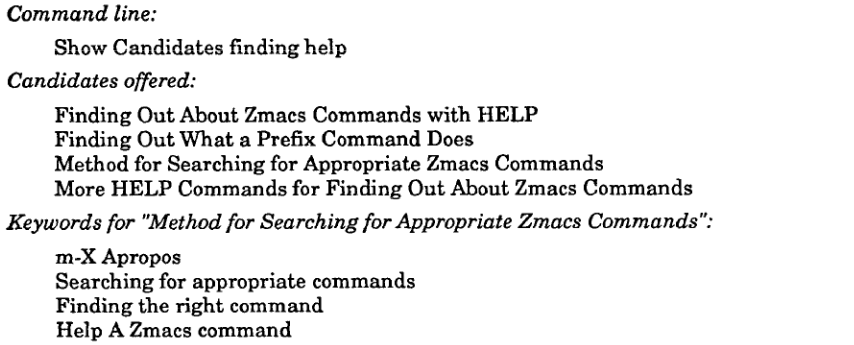 Command line:
Show Candidates finding help
Candidates offered:
Finding Out About Zmacs Commands with HELP
Finding Out What a Prefix Command Does
Method for Searching for Appropriate Zmacs Commands
More HELP Commands for Finding Out About Zmacs Commands
Keywords for "Method for Searching for Appropriate Zmacs Commands":
m-X Apropos
Searching for appropriate commands
Finding the right command
Help A Zmacs command